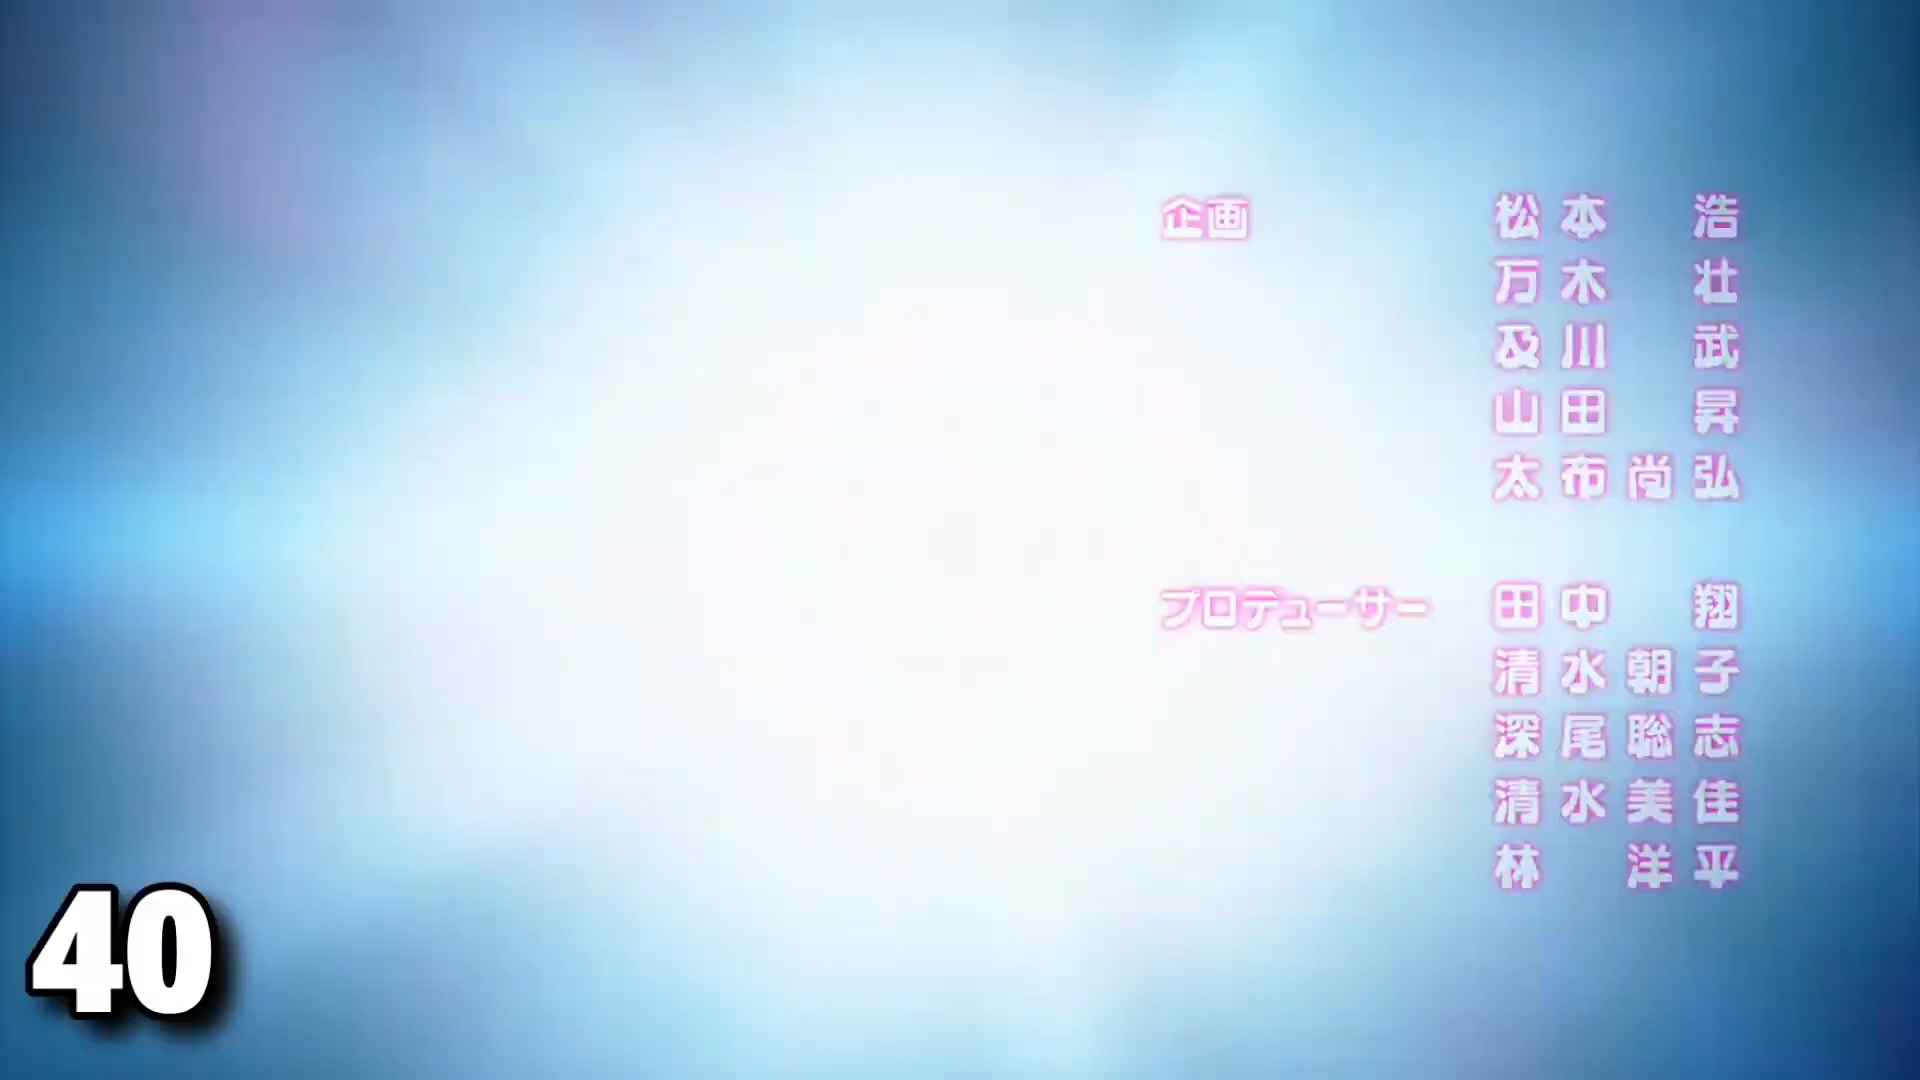 企画 松本 浩
万木 壮
及川 武
山田 昇
太布尚弘
プロデューサー 田中 翔
清水朝子
深尾聡志
清水美佳
林 洋平
40